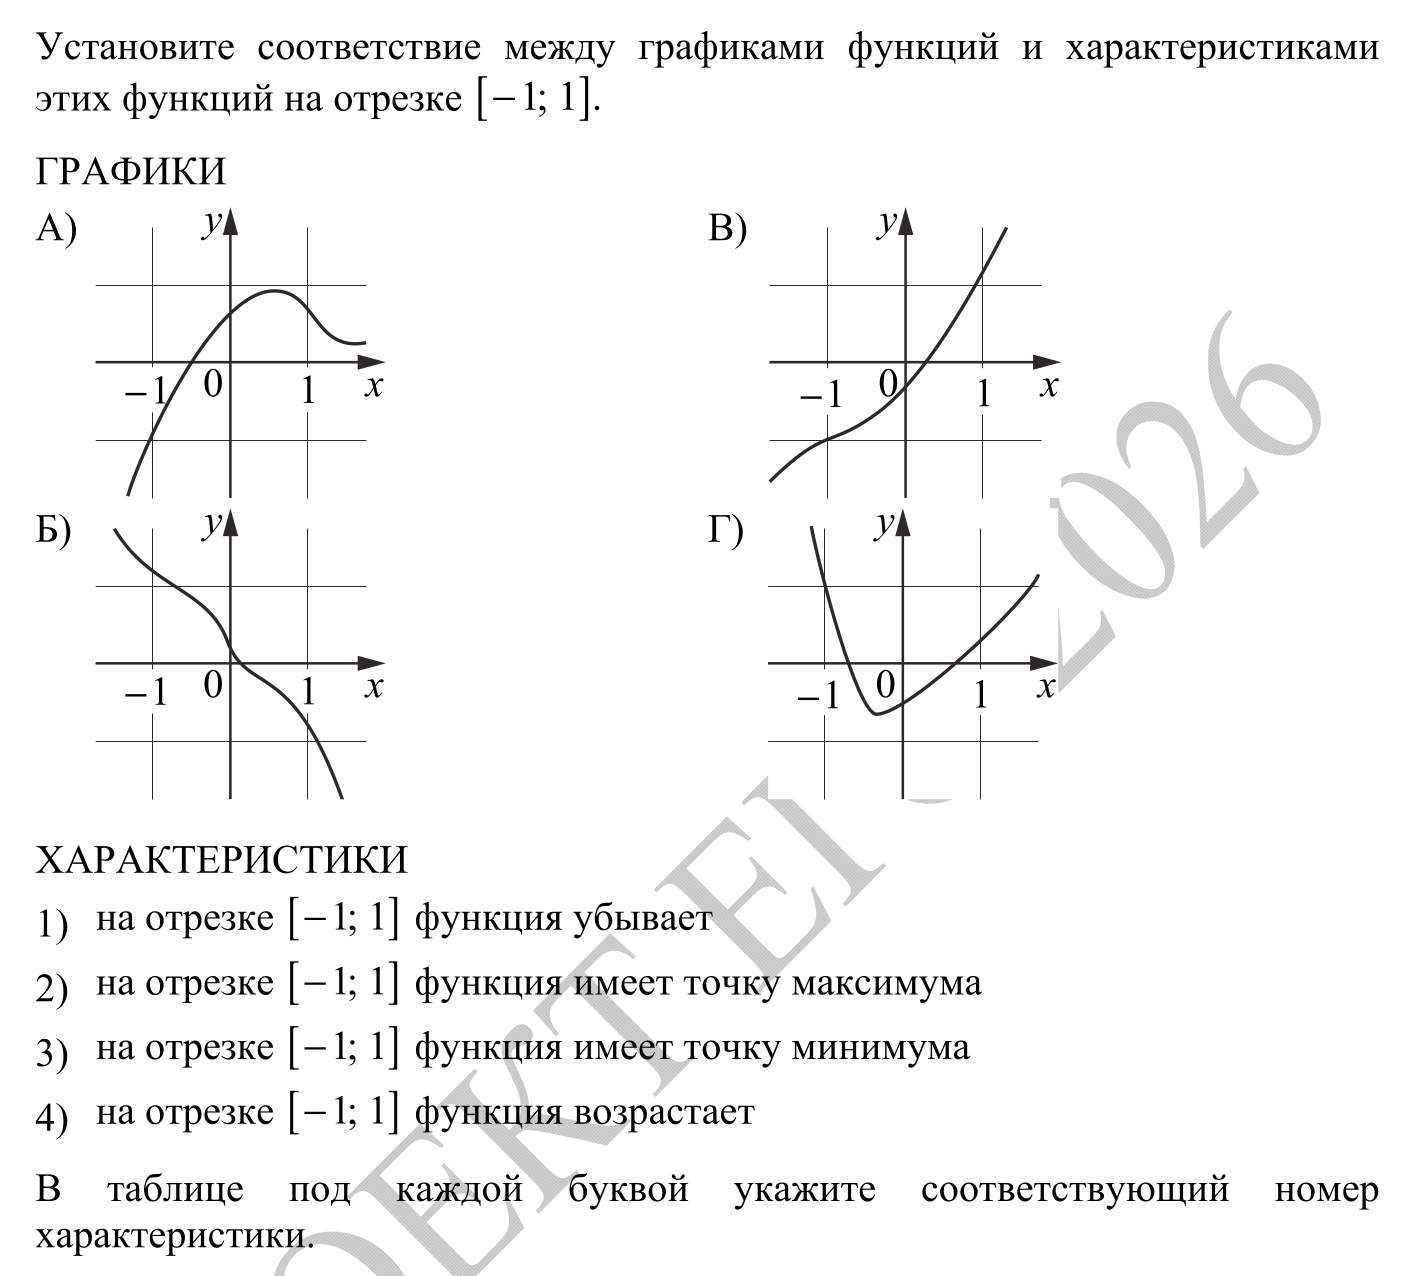 Установите соответствие между графиками функций и характеристиками
этих функций на отрезке [−1; 1].
ГРАФИКИ
А)
y
−1
0
1
x
В)
y
−1
0
1
x
Б)
y
−1
0
1
x
Г)
y
−1
0
1
x
ХАРАКТЕРИСТИКИ
1) на отрезке [−1; 1] функция убывает
2) на отрезке [−1; 1] функция имеет точку максимума
3) на отрезке [−1; 1] функция имеет точку минимума
4) на отрезке [−1; 1] функция возрастает
В таблице под каждой буквой укажите соответствующий номер
характеристики.